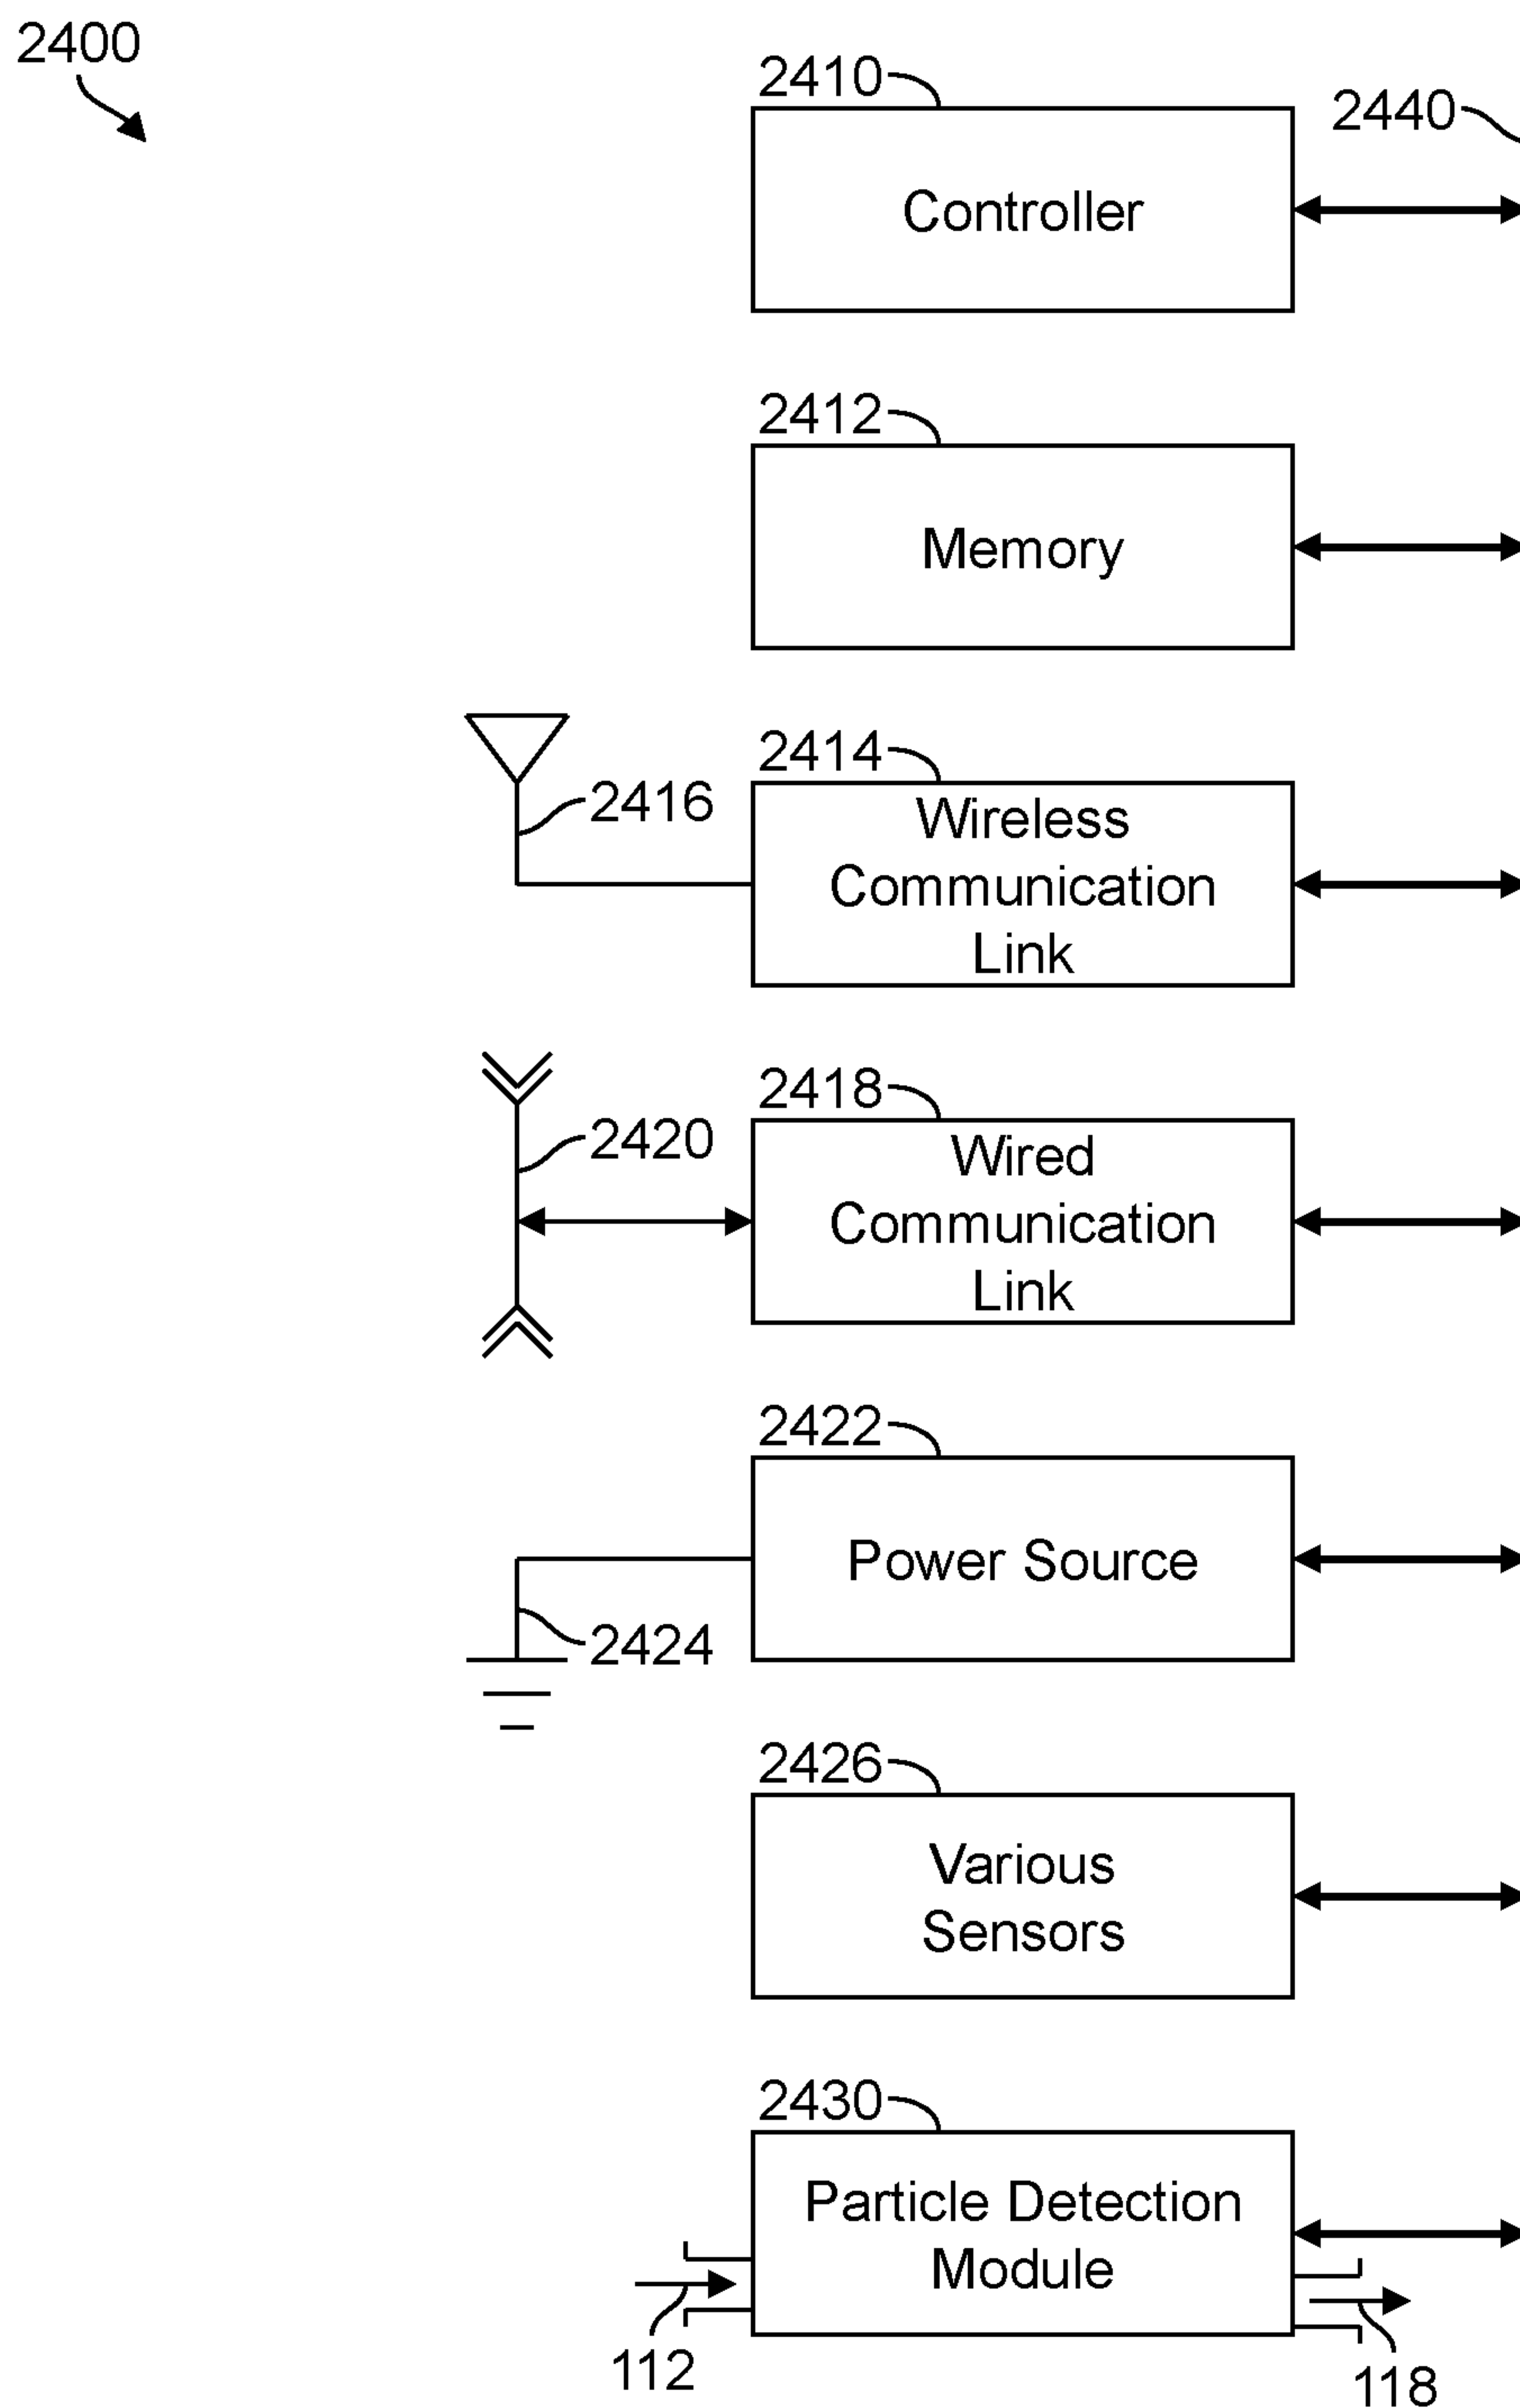 2400
2410
2440
Controller
2412
Memory
2414
2416
Wireless
Communication
Link
2418
2420
Wired
Communication
Link
2422
Power Source
2424
2426
Various
Sensors
2430
Particle Detection
Module
112
118